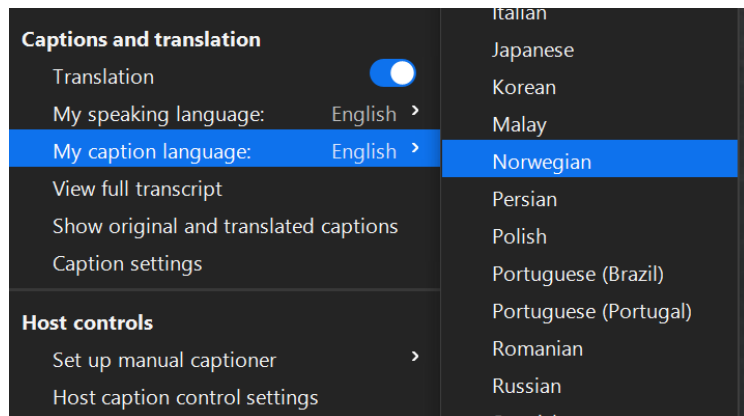 Captions and translation
Translation
My speaking language: English
My caption language: English
View full transcript
Show original and translated captions
Caption settings
Host controls
Set up manual captioner
Host caption control settings
Italian
Japanese
Korean
Malay
Norwegian
Persian
Polish
Portuguese (Brazil)
Portuguese (Portugal)
Romanian
Russian